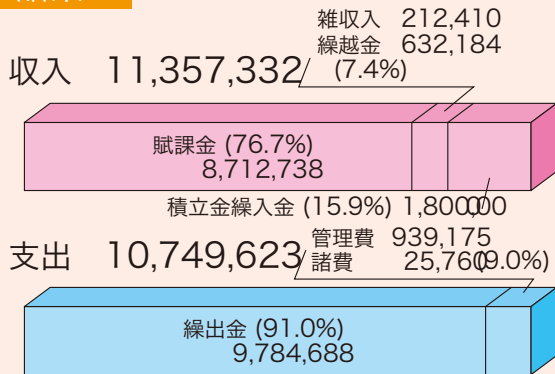 雑収入 212,410
繰越金 632,184
収入 11,357,332 (7.4%)
賦課金 (76.7%)
8,712,738
積立金繰入金 (15.9%) 1,800,000
管理費 939,175
支出 10,749,623 諸費 25,760 (9.0%)
繰出金 (91.0%)
9,784,688